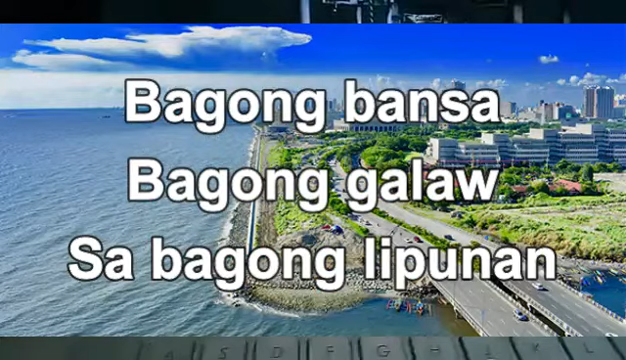 Bagong bansa
Bagong galaw
Sa bagong lipunan
A S D F G H K L